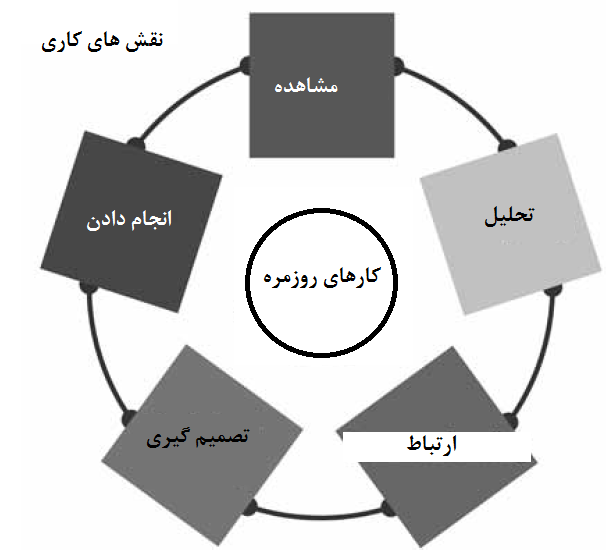 نقش های کاری
مشاهده
تحلیل
ارتباط
تصمیم گیری
انجام دادن
کارهای روزمره